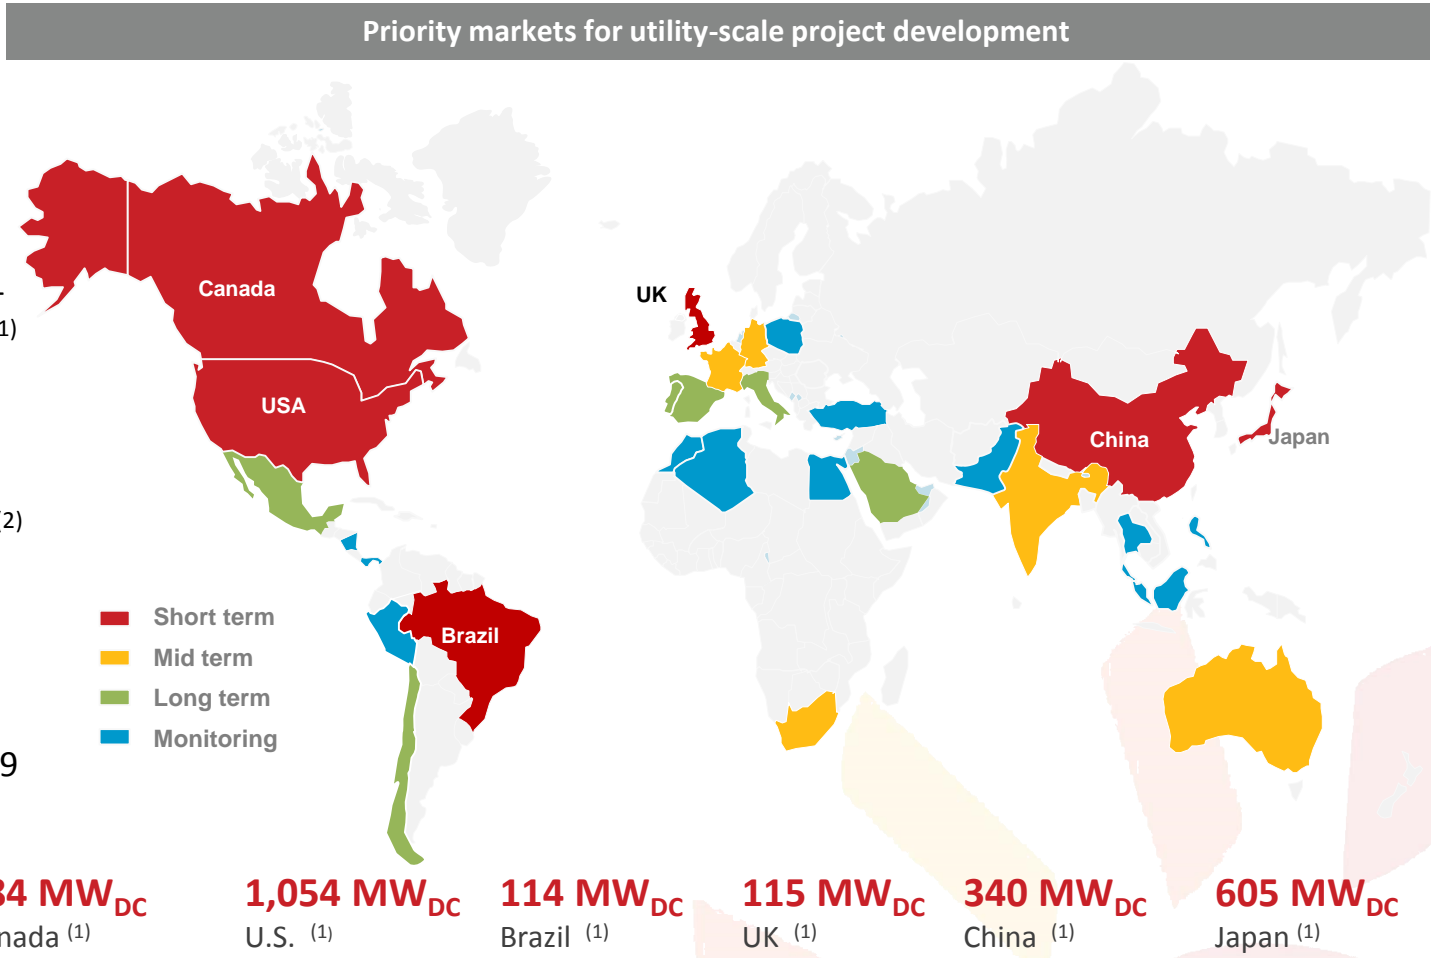 Priority markets for utility-scale project development
Canada
UK
1)
USA
China
Japan
(2)
Short term
Brazil
Mid term
Long term
Monitoring
9
34 MWDC
1,054 MWDC
114 MWDC
115 MWDC
340 MWDC
605 MWDC
nada (1)
U.S. (1)
Brazil (1)
UK (1)
China (1)
Japan (1)